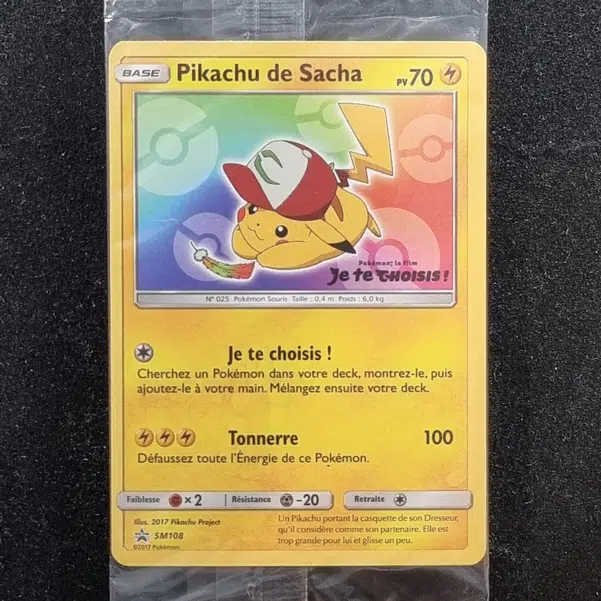 BASE Pikachu de Sacha PV 70
Pokémon, le film
Je te CHOISIS !
N° 025 Pokémon Souris Taille : 0,4 m Poids : 6,0 kg
Je te choisis !
Cherchez un Pokémon dans votre deck, montrez-le, puis
ajoutez-le à votre main. Mélangez ensuite votre deck.
Tonnerre 100
Défaussez toute l'Énergie de ce Pokémon.
Faiblesse × 2 Résistance -20 Retraite
Illus. 2017 Pikachu Project
SM108
©2017 Pokémon
Un Pikachu portant la casquette de son Dresseur,
qu'il considère comme son partenaire. Elle est
trop grande pour lui et glisse un peu.